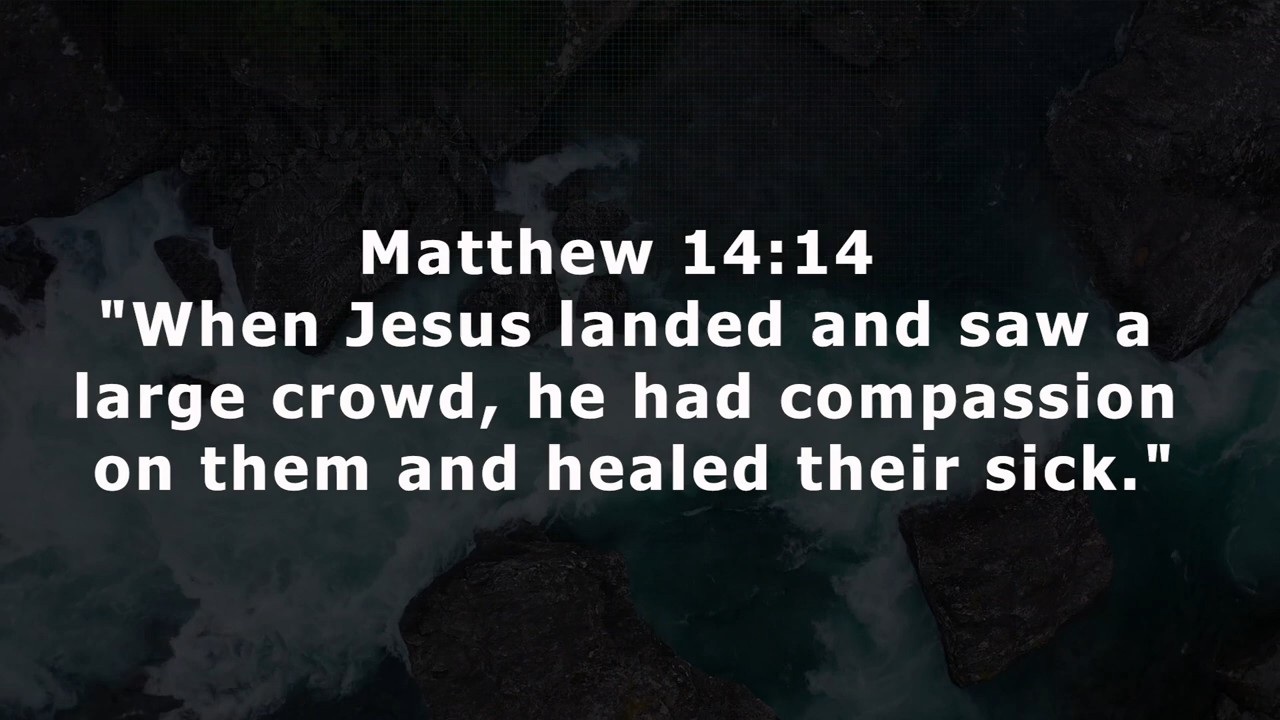 Matthew 14:14
"When Jesus landed and saw a
large crowd, he had compassion
on them and healed their sick."